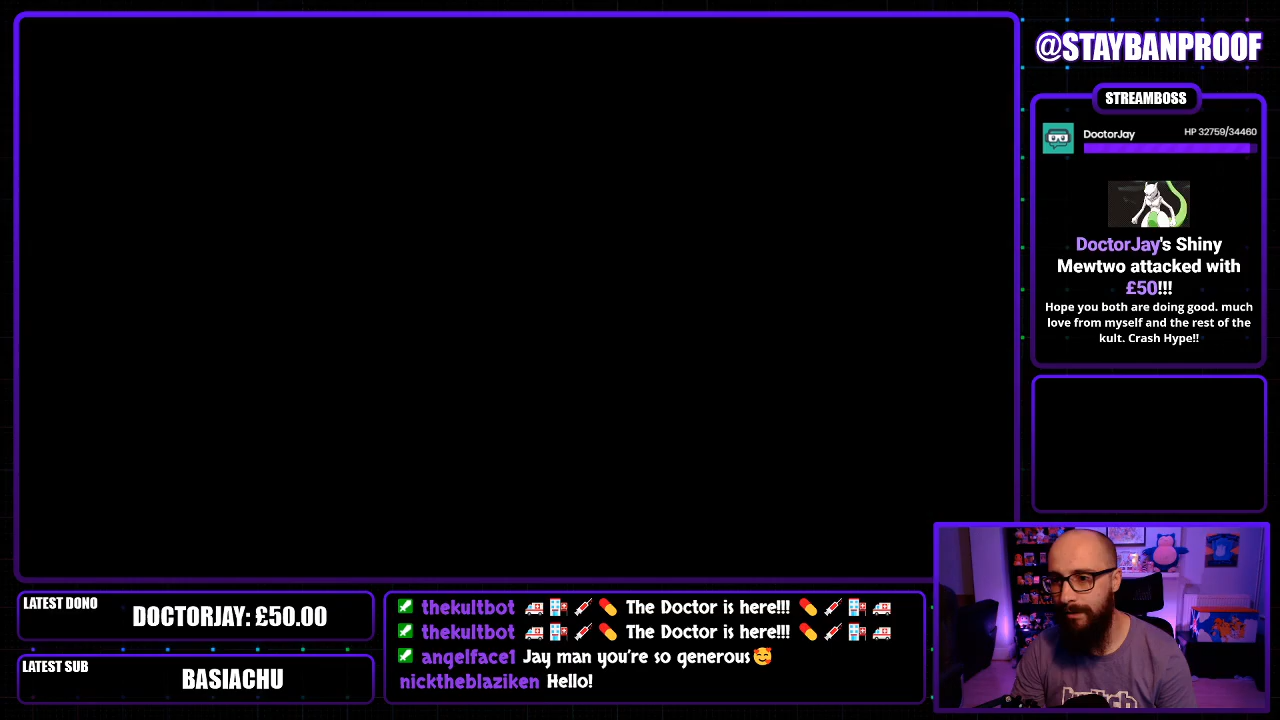 @STAYBANPROOF
STREAMBOSS
DoctorJay
HP 32759/34460
DoctorJay's Shiny
Mewtwo attacked with
£50!!!
Hope you both are doing good. much
love from myself and the rest of the
kult. Crash Hype!!
LATEST DONO
DOCTORJAY: £50.00
LATEST SUB
BASIACHU
thekultbot 🚑 🏥 💉 💊 The Doctor is here!!! 💊 💉 🏥 🚑
thekultbot 🚑 🏥 💉 💊 The Doctor is here!!! 💊 💉 🏥 🚑
angelface1 Jay man you're so generous🥰
nicktheblaziken Hello!